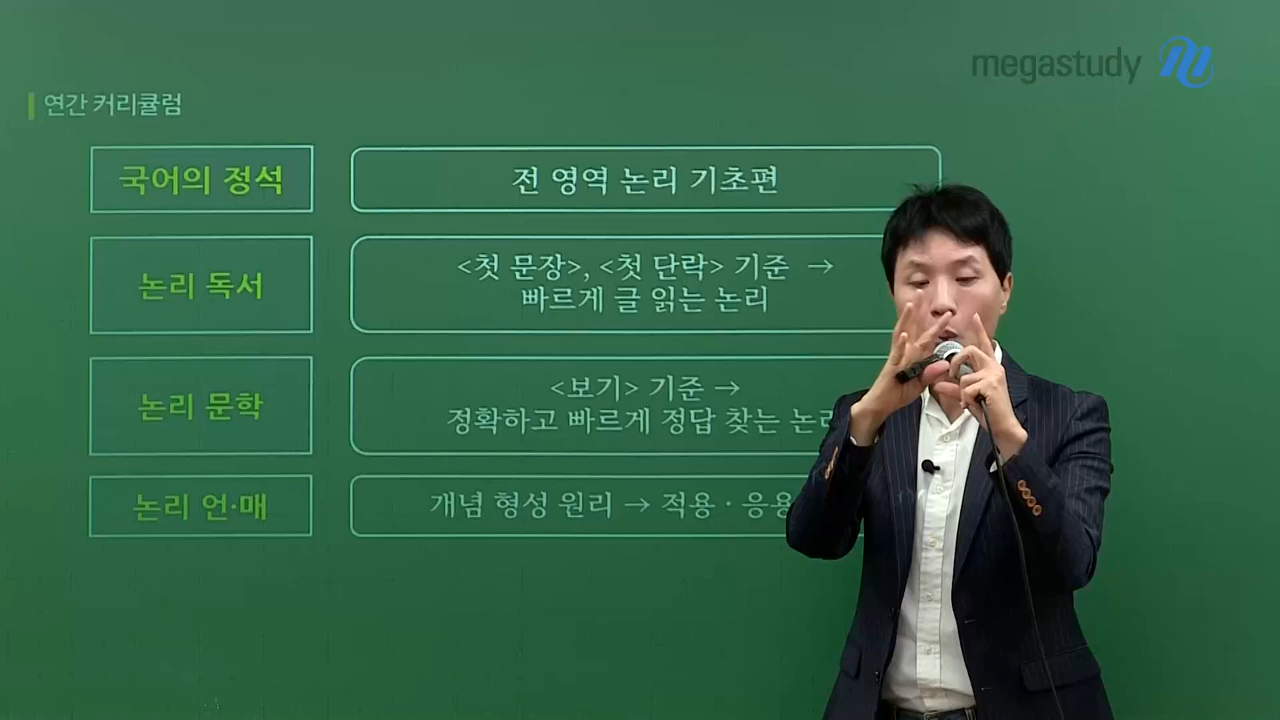 megastudy
연간 커리큘럼
국어의 정석
전 영역 논리 기초편
논리 독서
<첫 문장>, <첫 단락> 기준 →
빠르게 글 읽는 논리
논리 문학
<보기> 기준 →
정확하고 빠르게 정답 찾는
논리 언·매
개념 형성 원리 → 적용 · 응용